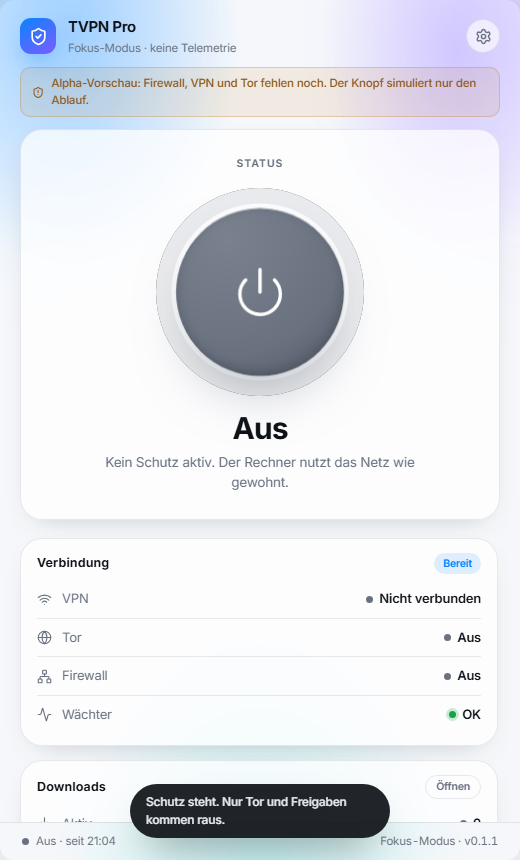 TVPN Pro
Fokus-Modus · keine Telemetrie
Alpha-Vorschau: Firewall, VPN und Tor fehlen noch. Der Knopf simuliert nur den
Ablauf.
STATUS
Aus
Kein Schutz aktiv. Der Rechner nutzt das Netz wie
gewohnt.
Verbindung
Bereit
VPN
Nicht verbunden
Tor
Aus
Firewall
Aus
Wächter
OK
Downloads
Öffnen
Schutz steht. Nur Tor und Freigaben
kommen raus.
Aus · seit 21:04
Fokus-Modus · v0.1.1